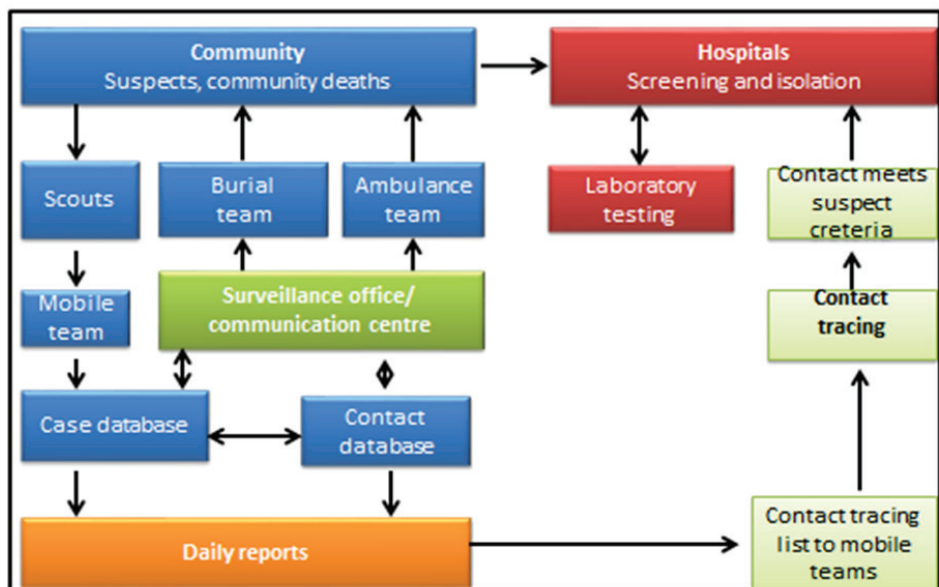 Community
Suspects, community deaths
Hospitals
Screening and isolation
Scouts
Burial
team
Ambulance
team
Laboratory
testing
Contact meets
suspect
creteria
Mobile
team
Surveillance office/
communication centre
Contact
tracing
Case database
Contact
database
Daily reports
Contact tracing
list to mobile
teams